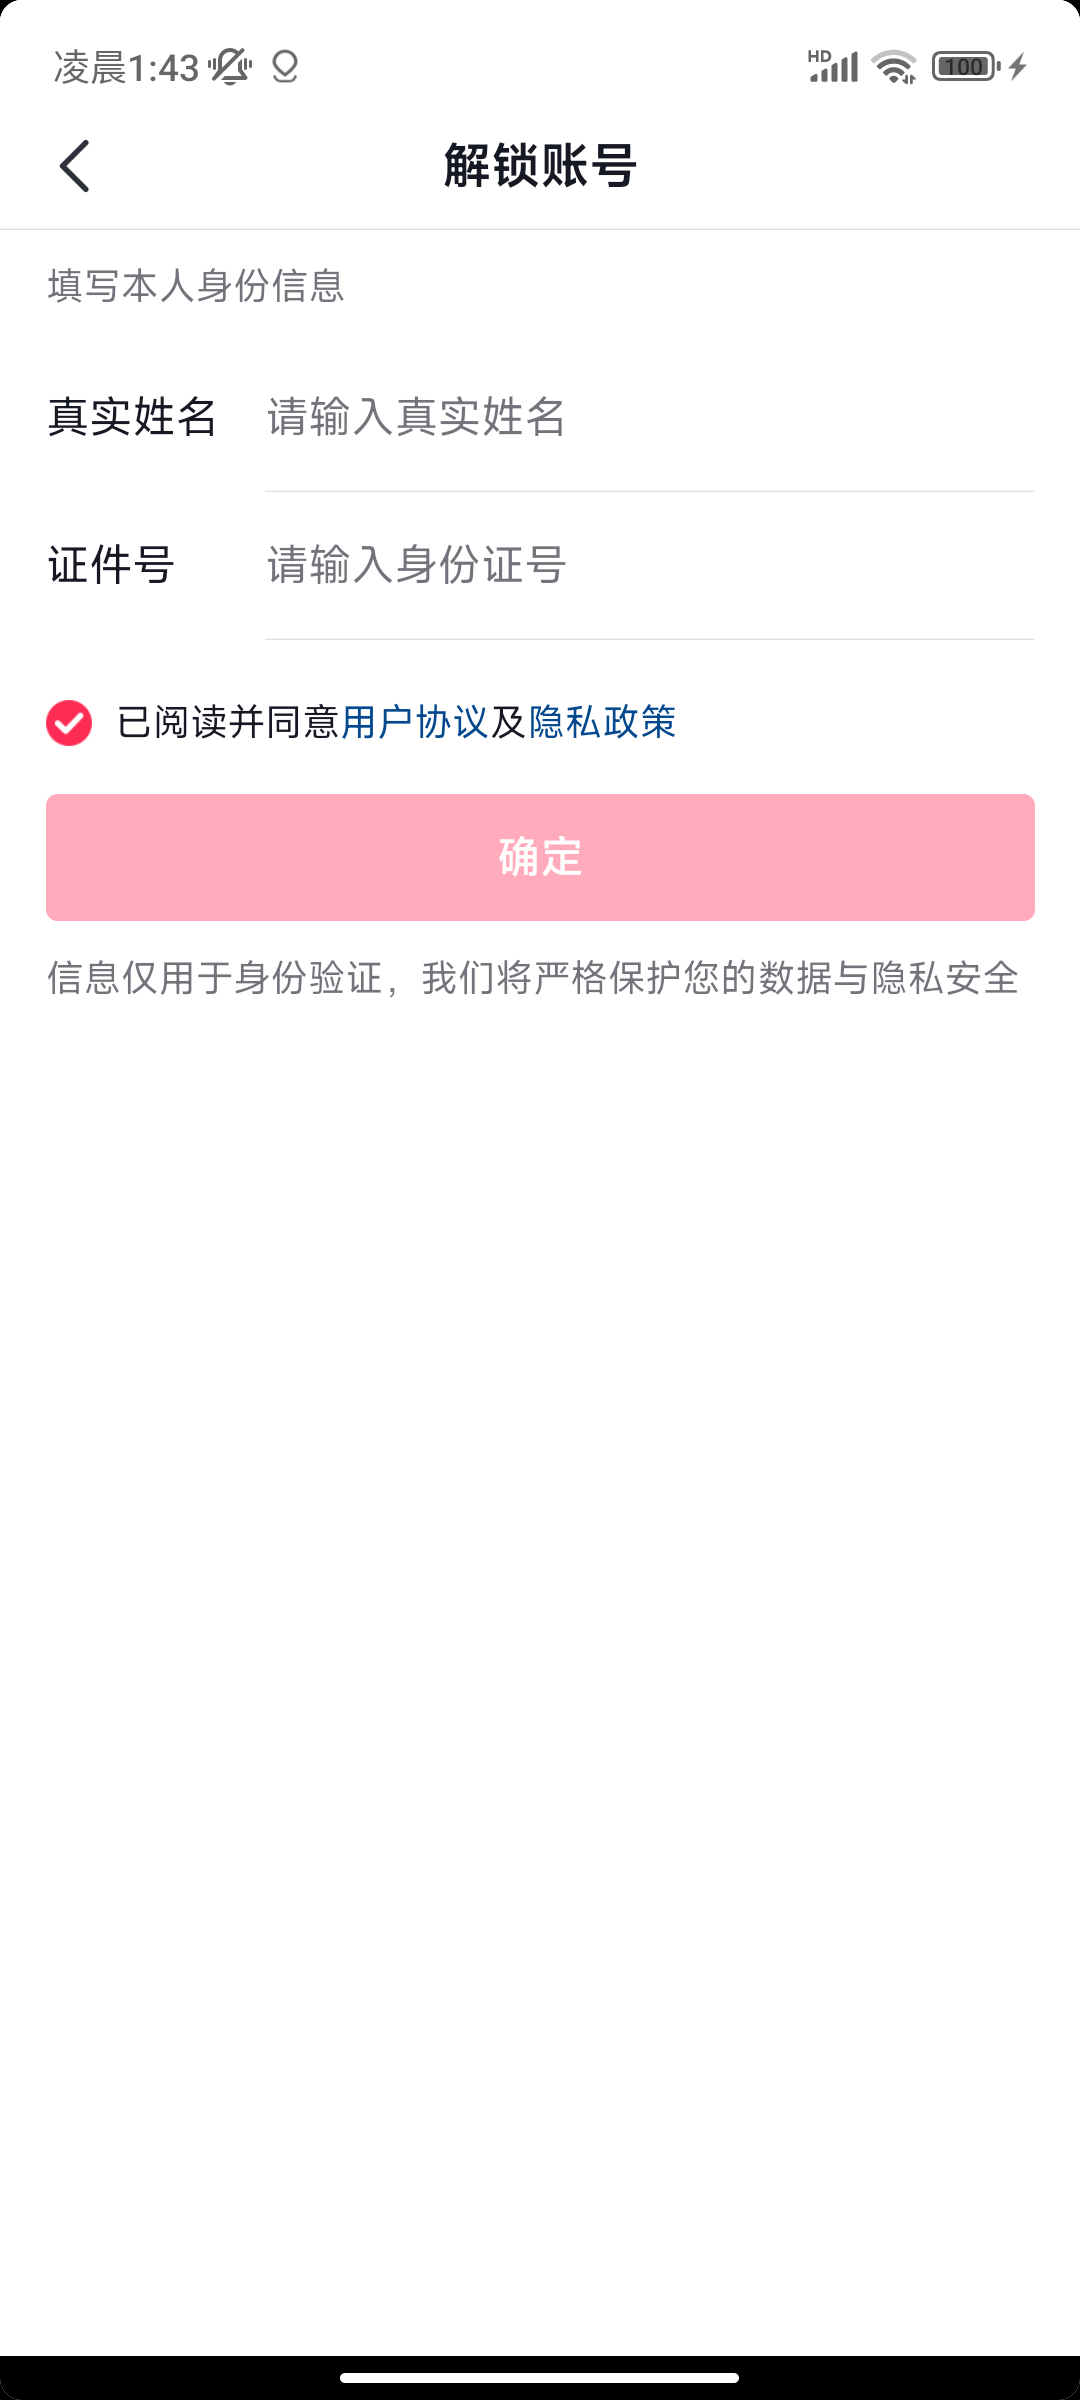 凌晨1:43 HD 100
解锁账号
填写本人身份信息
真实姓名 请输入真实姓名
证件号 请输入身份证号
已阅读并同意用户协议及隐私政策
确定
信息仅用于身份验证，我们将严格保护您的数据与隐私安全